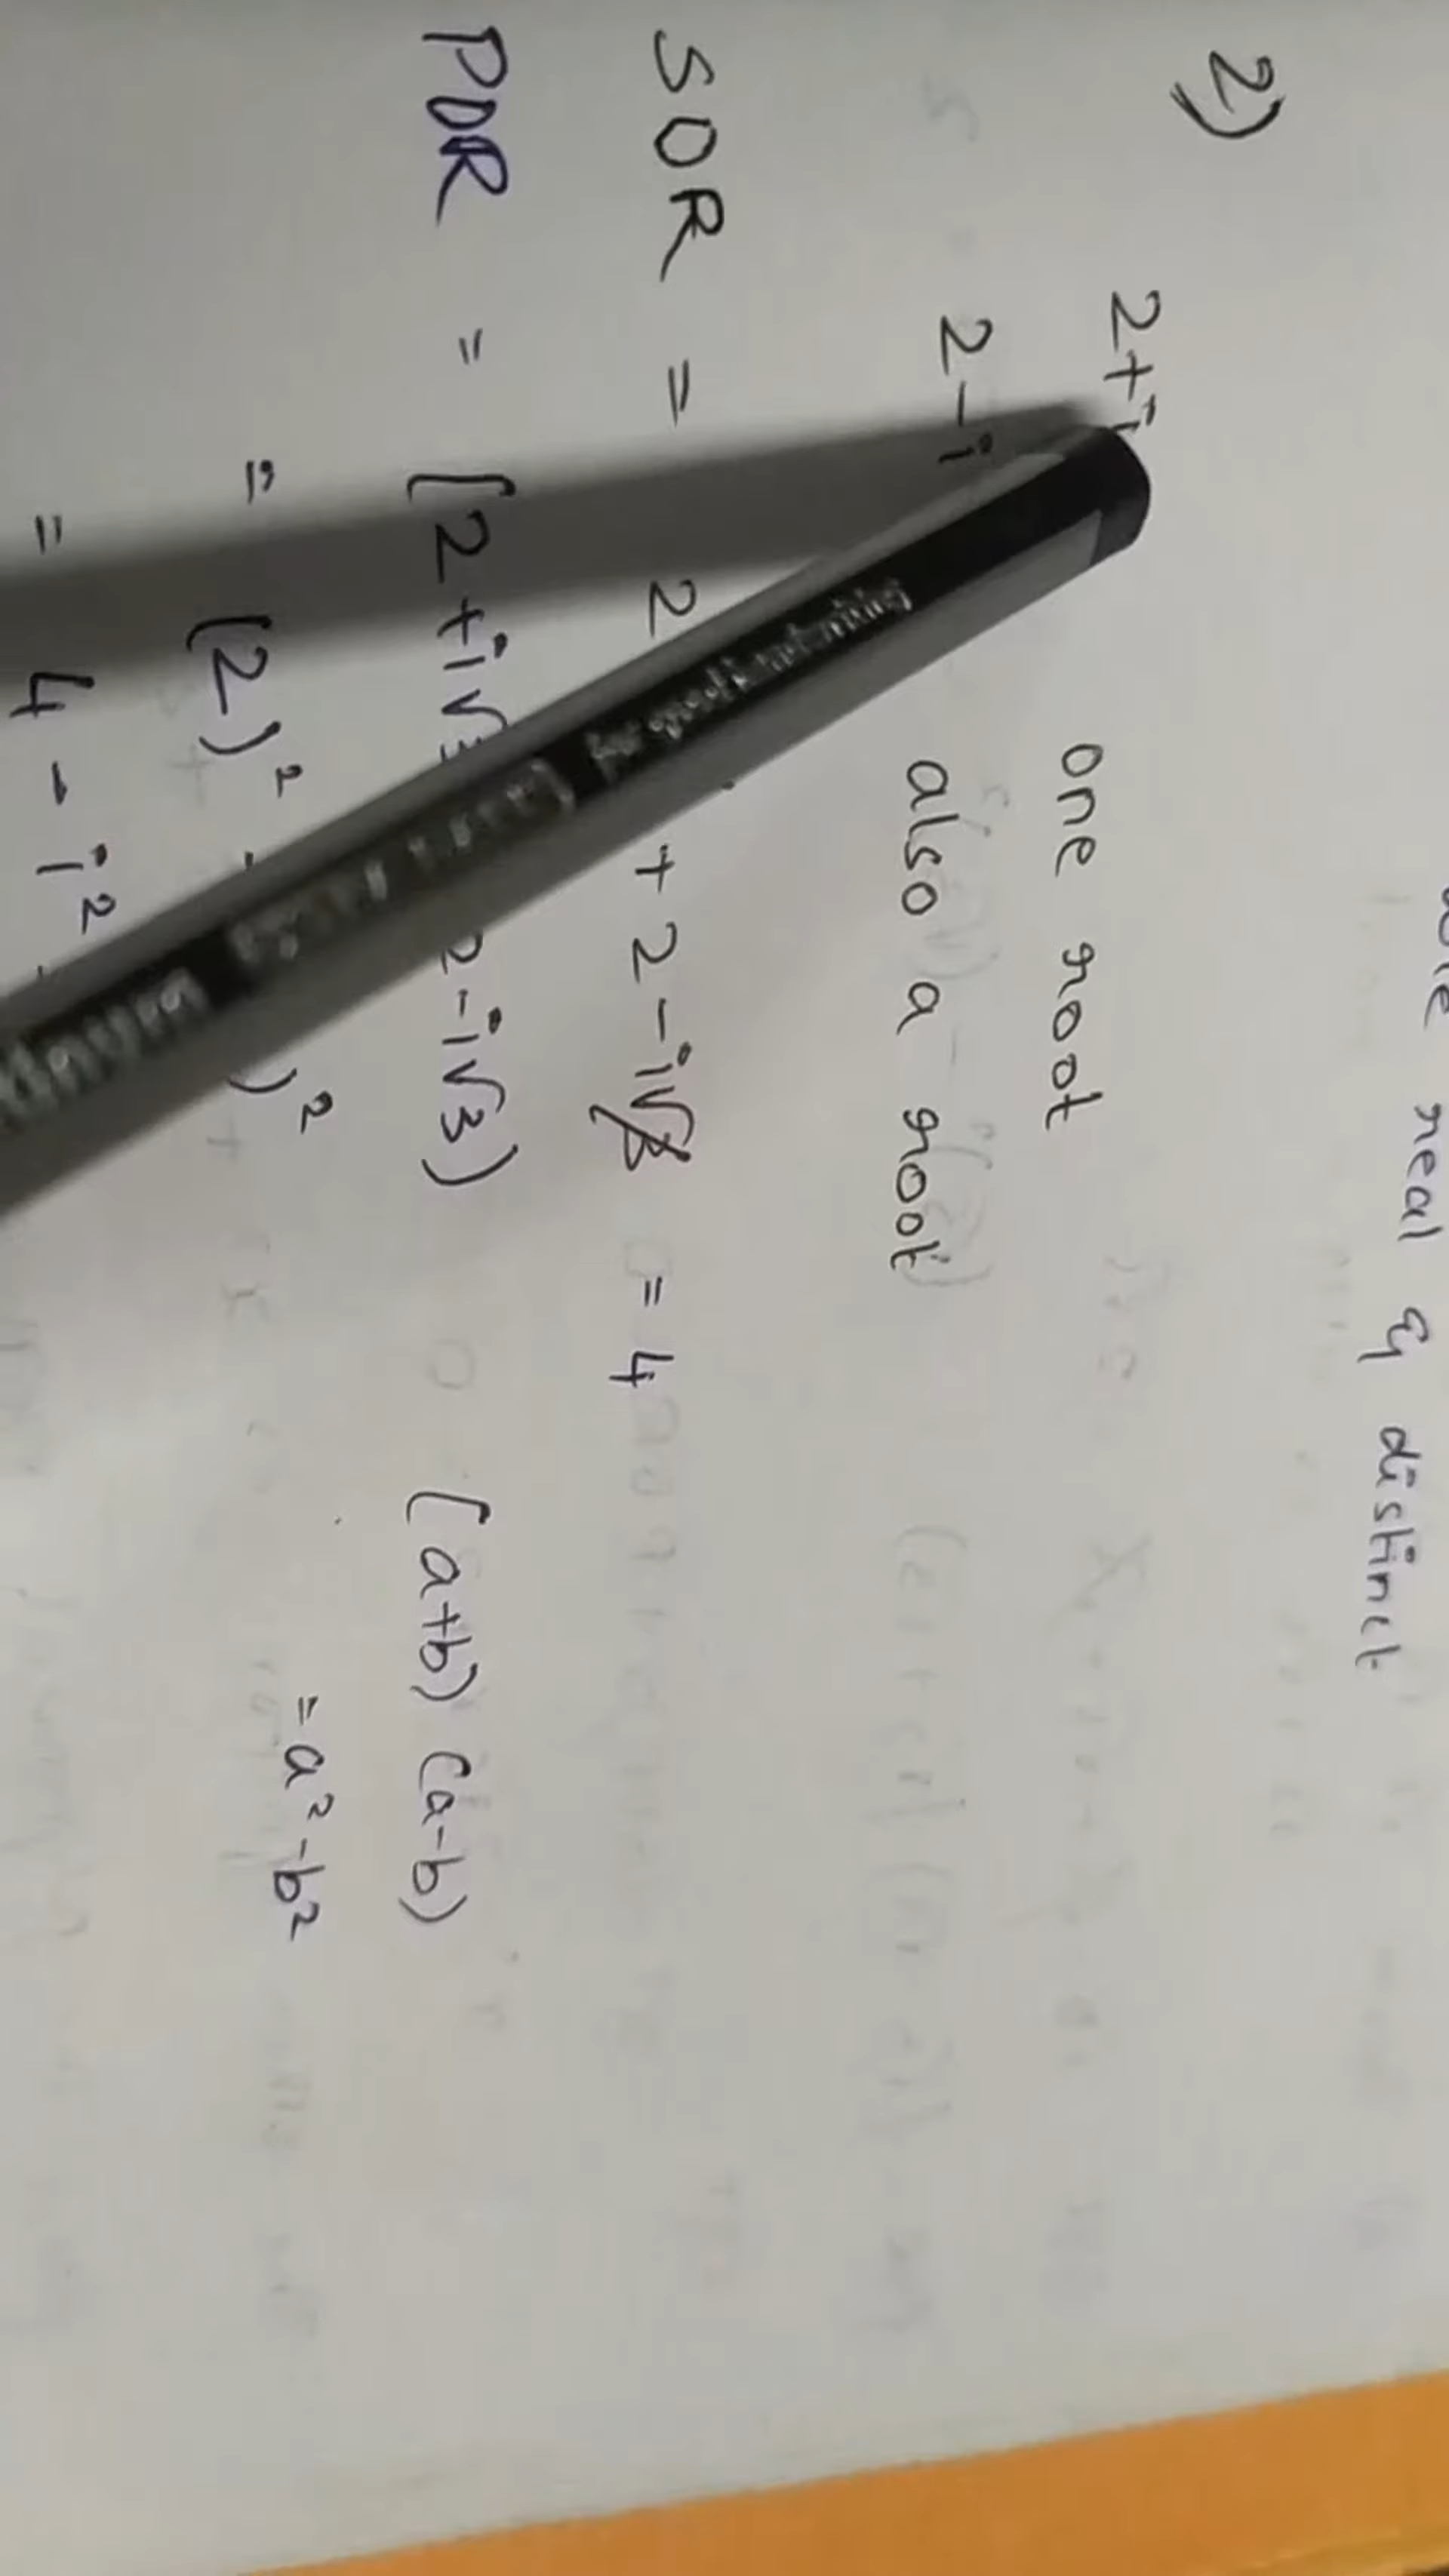 real & distinct
2)
2+i one root
2-i also a root
SOR = 2 + 2-i√3 = 4
POR = (2+i√3 2-i√3) (a+b) (a-b)
= (2)² )² = a²-b²
= 4 - i²